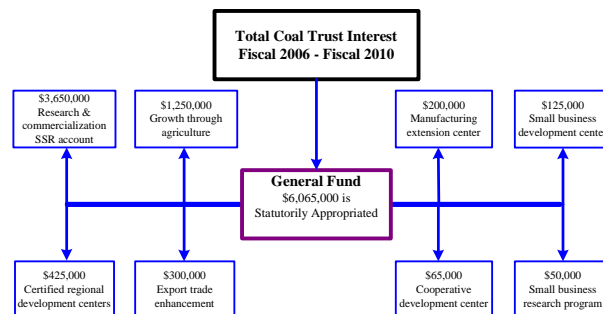 Total Coal Trust Interest
Fiscal 2006 - Fiscal 2010
$3,650,000
Research &
commercialization
SSR account
$1,250,000
Growth through
agriculture
$200,000
Manufacturing
extension center
$125,000
Small business
development center
General Fund
$6,065,000 is
Statutorily Appropriated
$425,000
Certified regional
development centers
$300,000
Export trade
enhancement
$65,000
Cooperative
development center
$50,000
Small business
research program